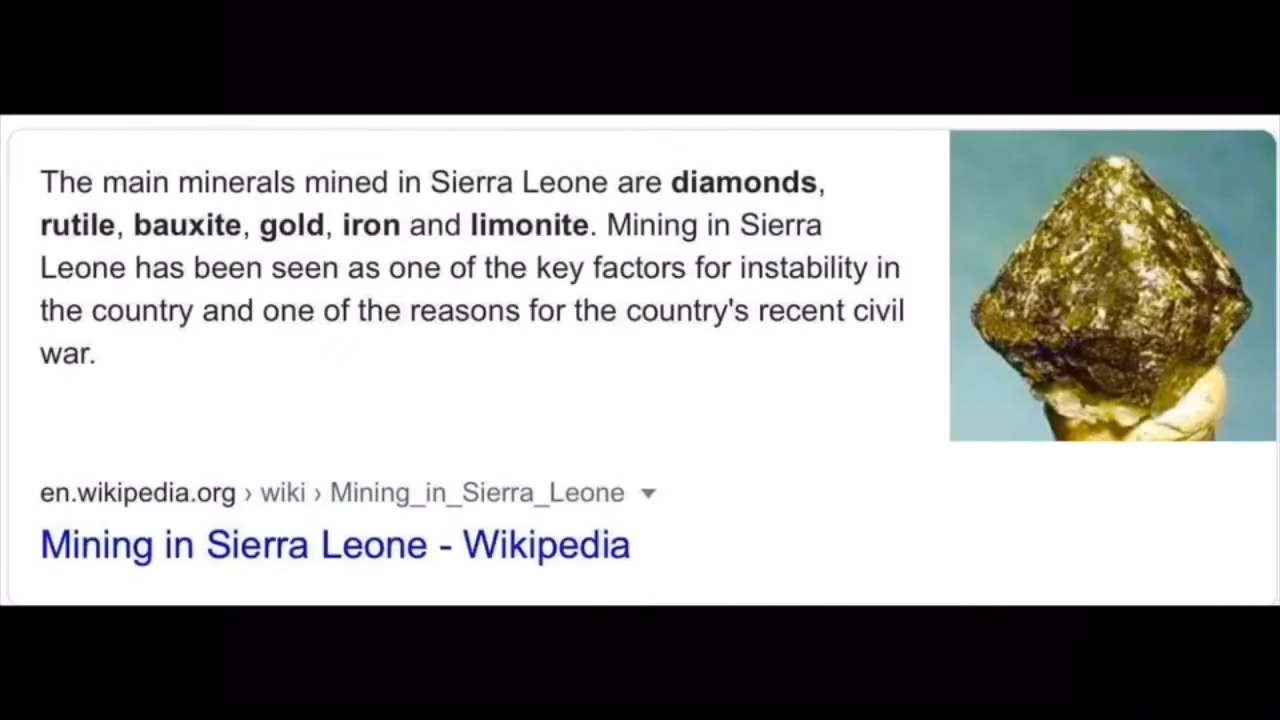 The main minerals mined in Sierra Leone are diamonds,
rutile, bauxite, gold, iron and limonite. Mining in Sierra
Leone has been seen as one of the key factors for instability in
the country and one of the reasons for the country's recent civil
war.
en.wikipedia.org › wiki › Mining_in_Sierra_Leone
Mining in Sierra Leone - Wikipedia